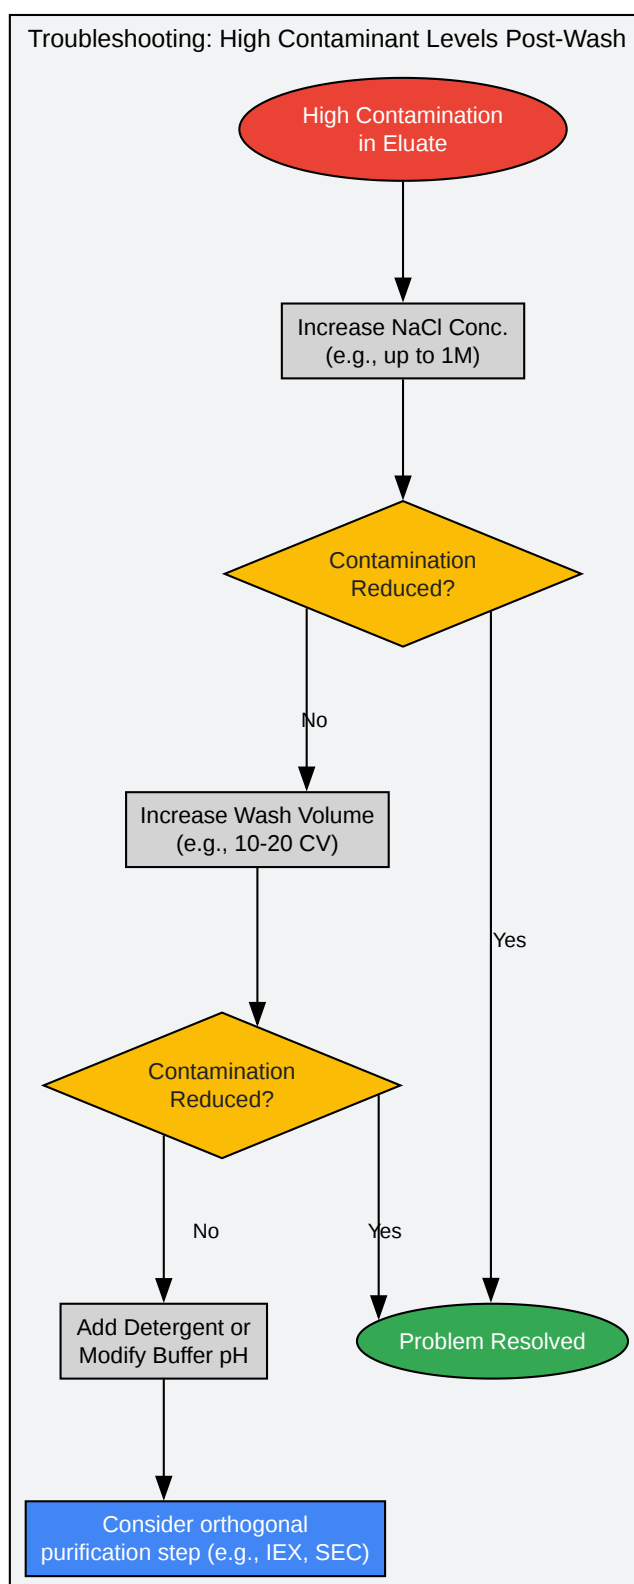 Troubleshooting: High Contaminant Levels Post-Wash
High Contamination
in Eluate
Increase NaCl Conc.
(e.g., up to 1M)
Contamination
Reduced?
No
Increase Wash Volume
(e.g., 10-20 CV)
Yes
Contamination
Reduced?
No
Yes
Add Detergent or
Modify Buffer pH
Problem Resolved
Consider orthogonal
purification step (e.g., IEX, SEC)